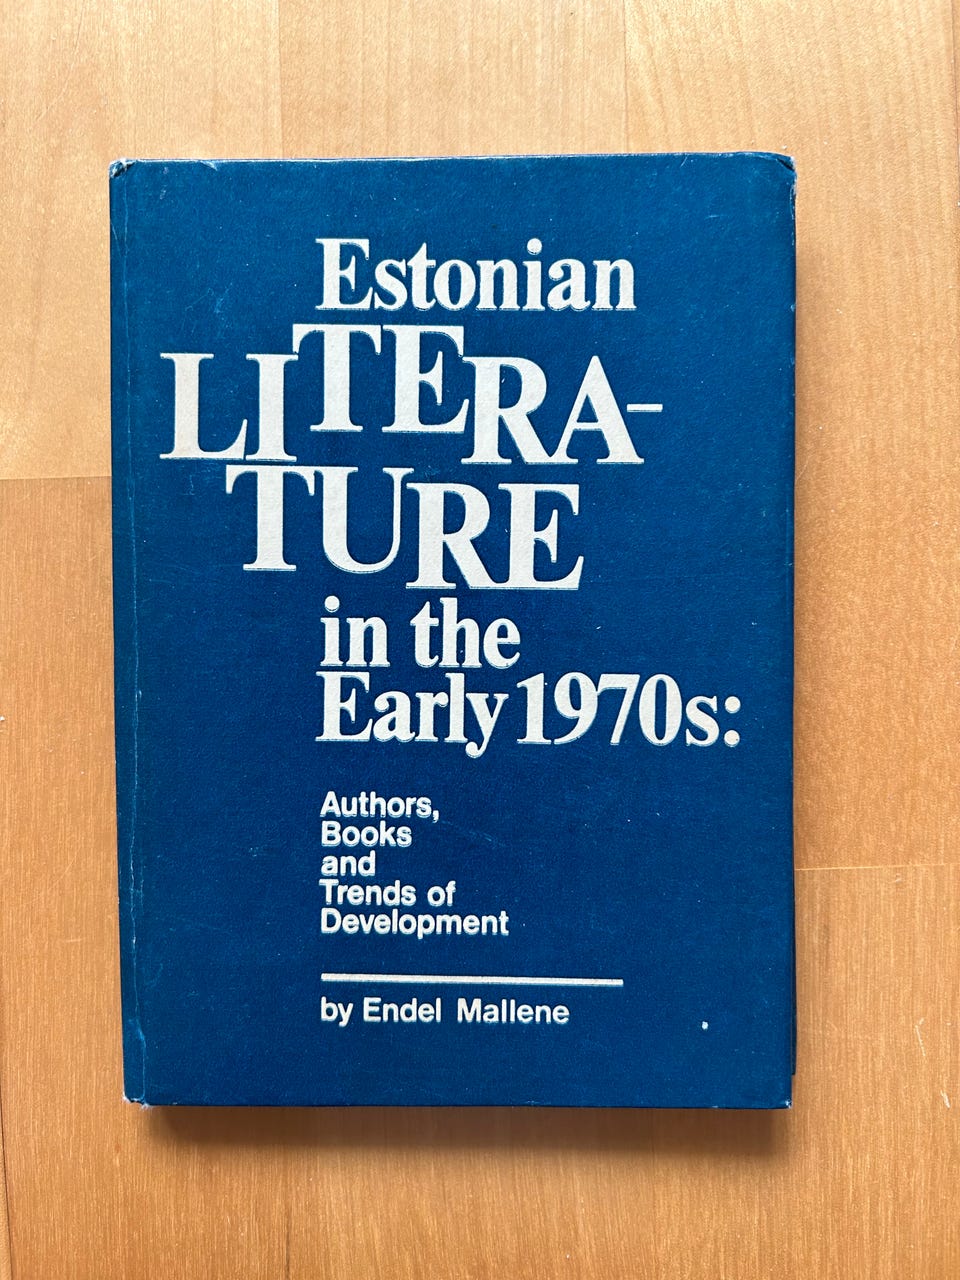 Estonian
LITERA-
TURE
in the
Early 1970s:
Authors,
Books
and
Trends of
Development
by Endel Mallene